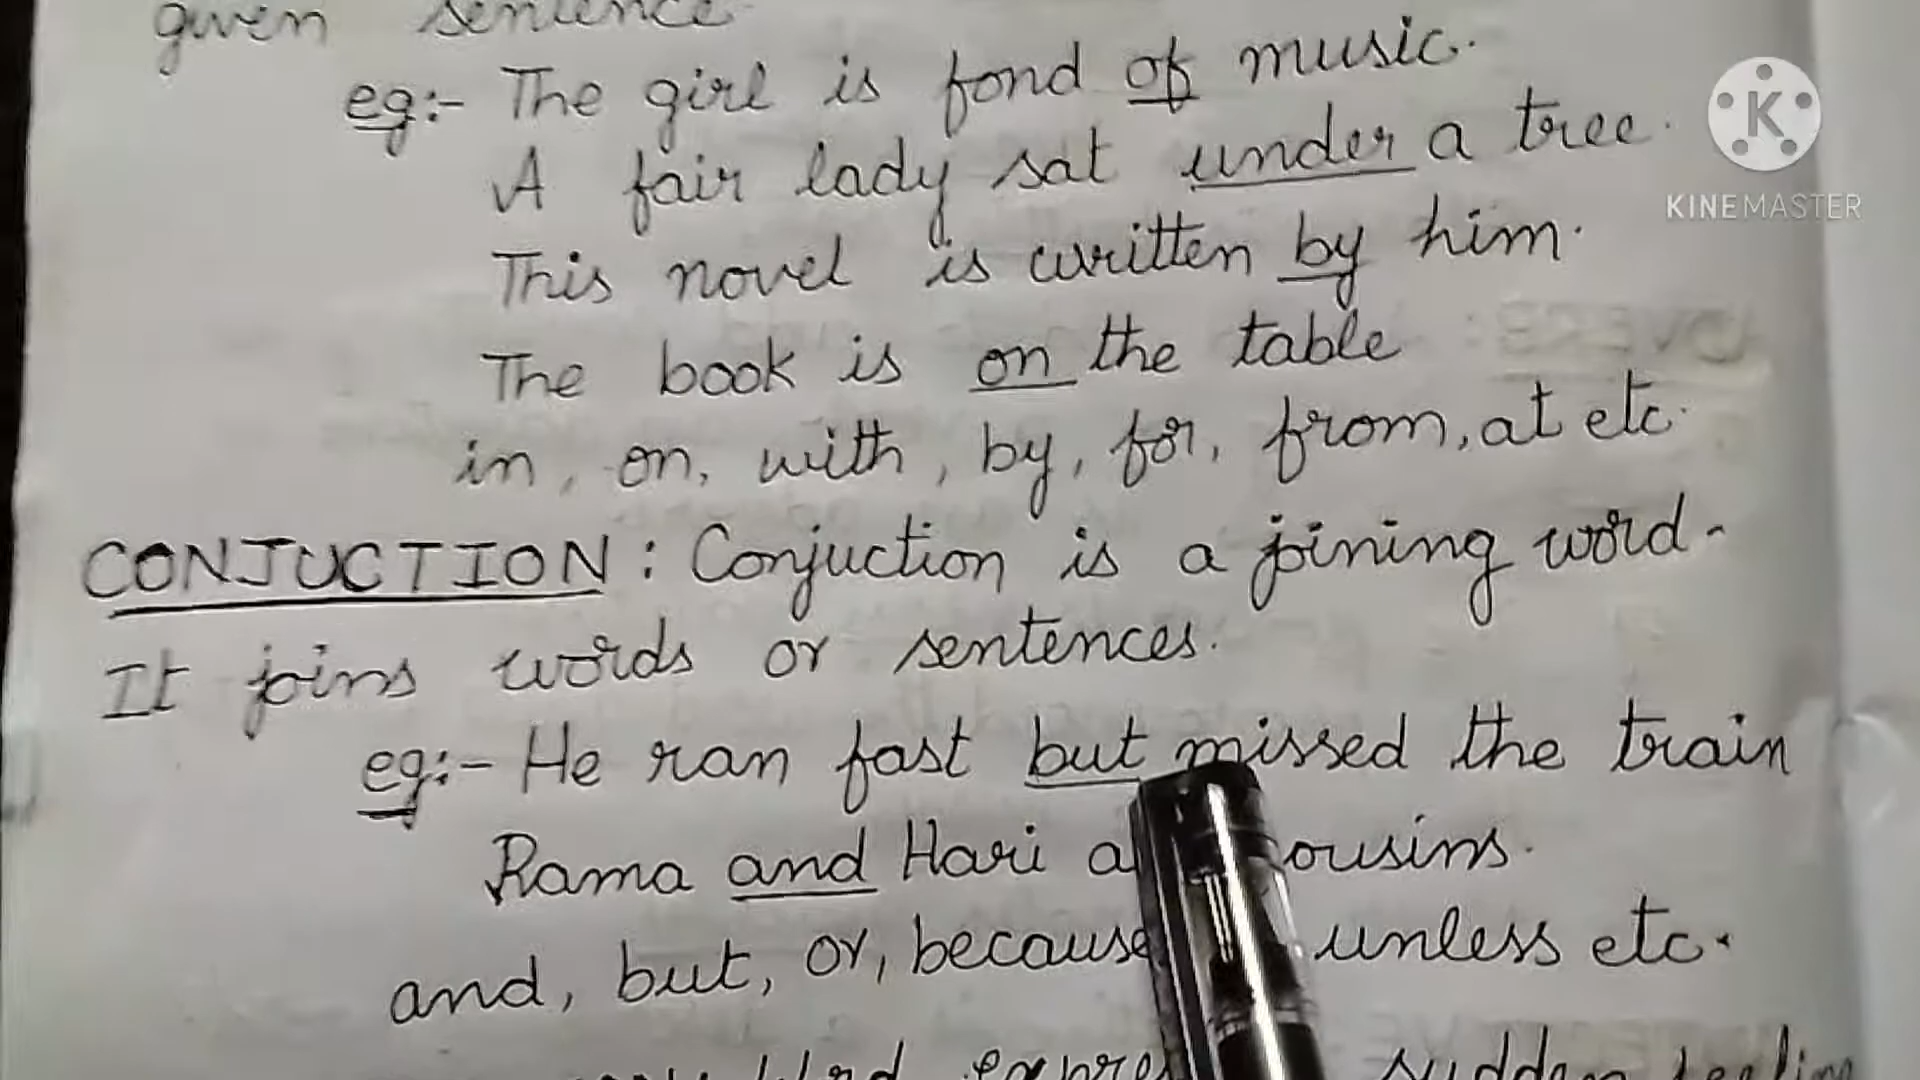 given sentence
eg:- The girl is fond of music.
A fair lady sat under a tree.
This novel is written by him.
The book is on the table
in, on, with, by, for, from, at etc.
CONJUCTION : Conjuction is a joining word.
It joins words or sentences.
eg:- He ran fast but missed the train
Rama and Hari
and, but, or, because unless etc.
sudden
K
KINEMASTER